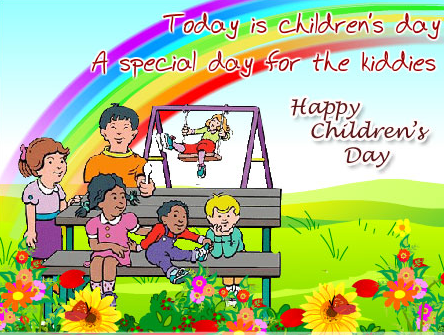 Today is children's day
A special day for the kiddies
Happy
Children's
Day